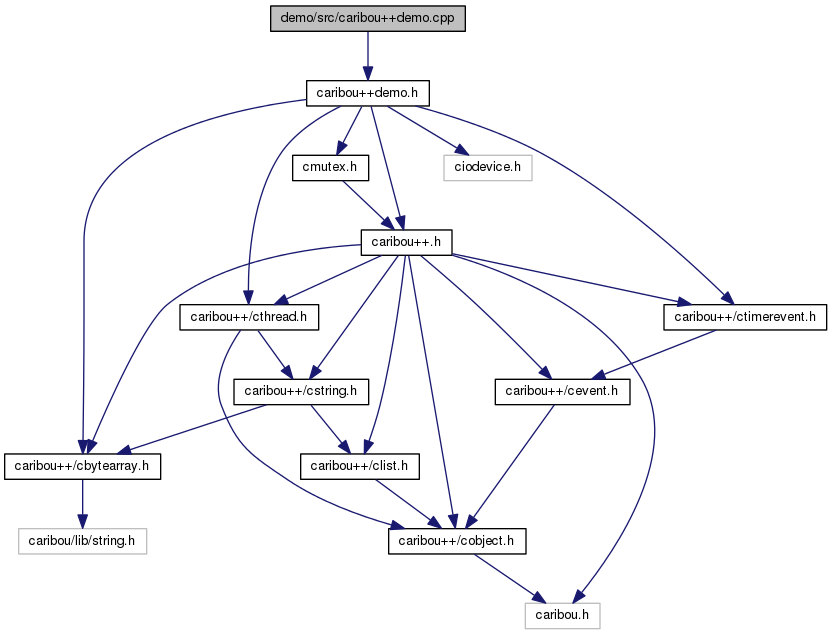 demo/src/caribou++demo.cpp
caribou++demo.h
cmutex.h
ciodevice.h
caribou++.h
caribou++/cthread.h
caribou++/ctimerevent.h
caribou++/cstring.h
caribou++/cevent.h
caribou++/cbytearray.h
caribou++/clist.h
caribou/lib/string.h
caribou++/cobject.h
caribou.h